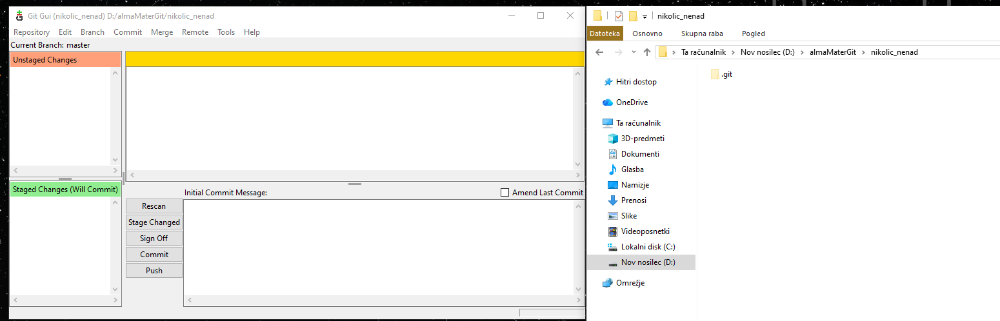 Git Gui (nikolic_nenad) D:/almaMaterGit/nikolic_nenad
Repository Edit Branch Commit Merge Remote Tools Help
Current Branch: master
Unstaged Changes
Staged Changes (Will Commit)
Initial Commit Message:
Amend Last Commit
Rescan
Stage Changed
Sign Off
Commit
Push
nikolic_nenad
Datoteka Osnovno Skupna raba Pogled
Ta računalnik Nov nosilec (D:) almaMaterGit nikolic_nenad
Hitri dostop
OneDrive
Ta računalnik
3D-predmeti
Dokumenti
Glasba
Namizje
Prenosi
Slike
Videoposnetki
Lokalni disk (C:)
Nov nosilec (D:)
Omrežje
.git